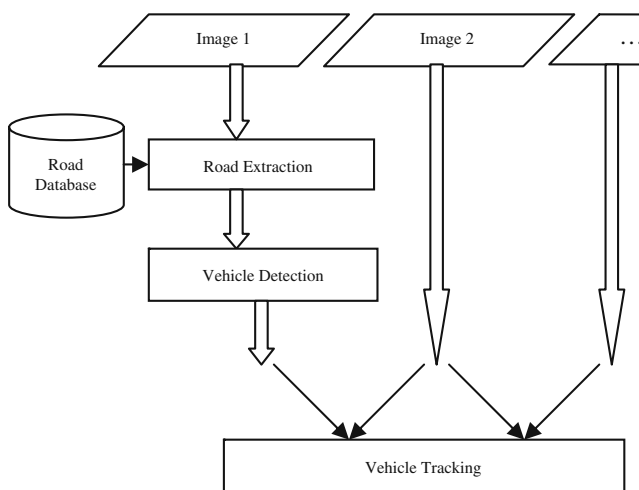 Image 1
Image 2
...
Road
Database
Road Extraction
Vehicle Detection
Vehicle Tracking